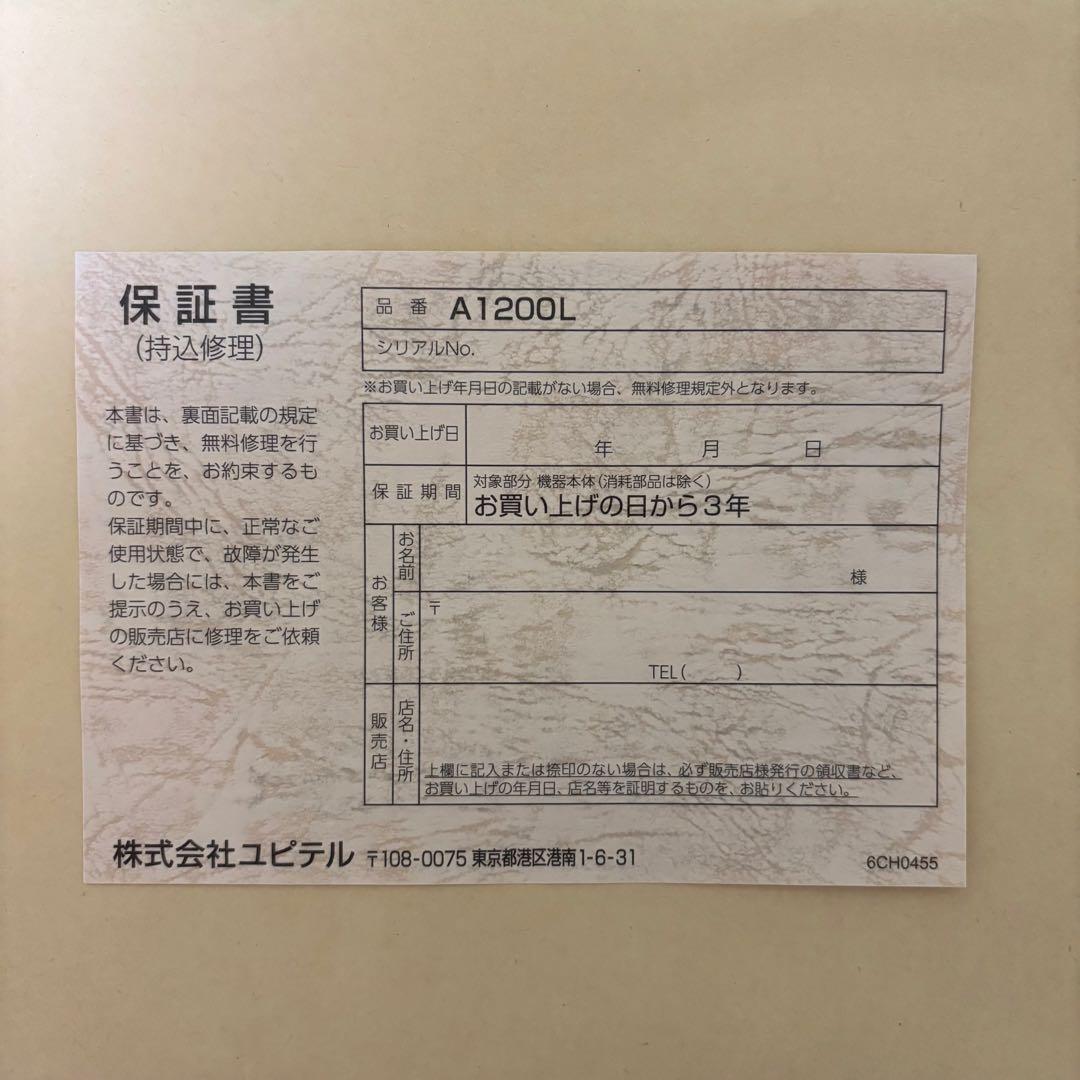 保証書
(持込修理)
本書は、裏面記載の規定
に基づき、無料修理を行
うことを、お約束するも
のです。
保証期間中に、正常なご
使用状態で、故障が発生
した場合には、本書をご
提示のうえ、お買い上げ
の販売店に修理をご依頼
ください。
品番 A1200L
シリアルNo.
※お買い上げ年月日の記載がない場合、無料修理規定外となります。
お買い上げ日 年 月 日
保証期間 対象部分 機器本体(消耗部品は除く)
お買い上げの日から3年
お客様
お名前 様
ご住所 〒
TEL( )
販売店
店名・住所
上欄に記入または捺印のない場合は、必ず販売店様発行の領収書など、
お買い上げの年月日、店名等を証明するものを、お貼りください。
株式会社ユピテル 〒108-0075 東京都港区港南1-6-31
6CH0455